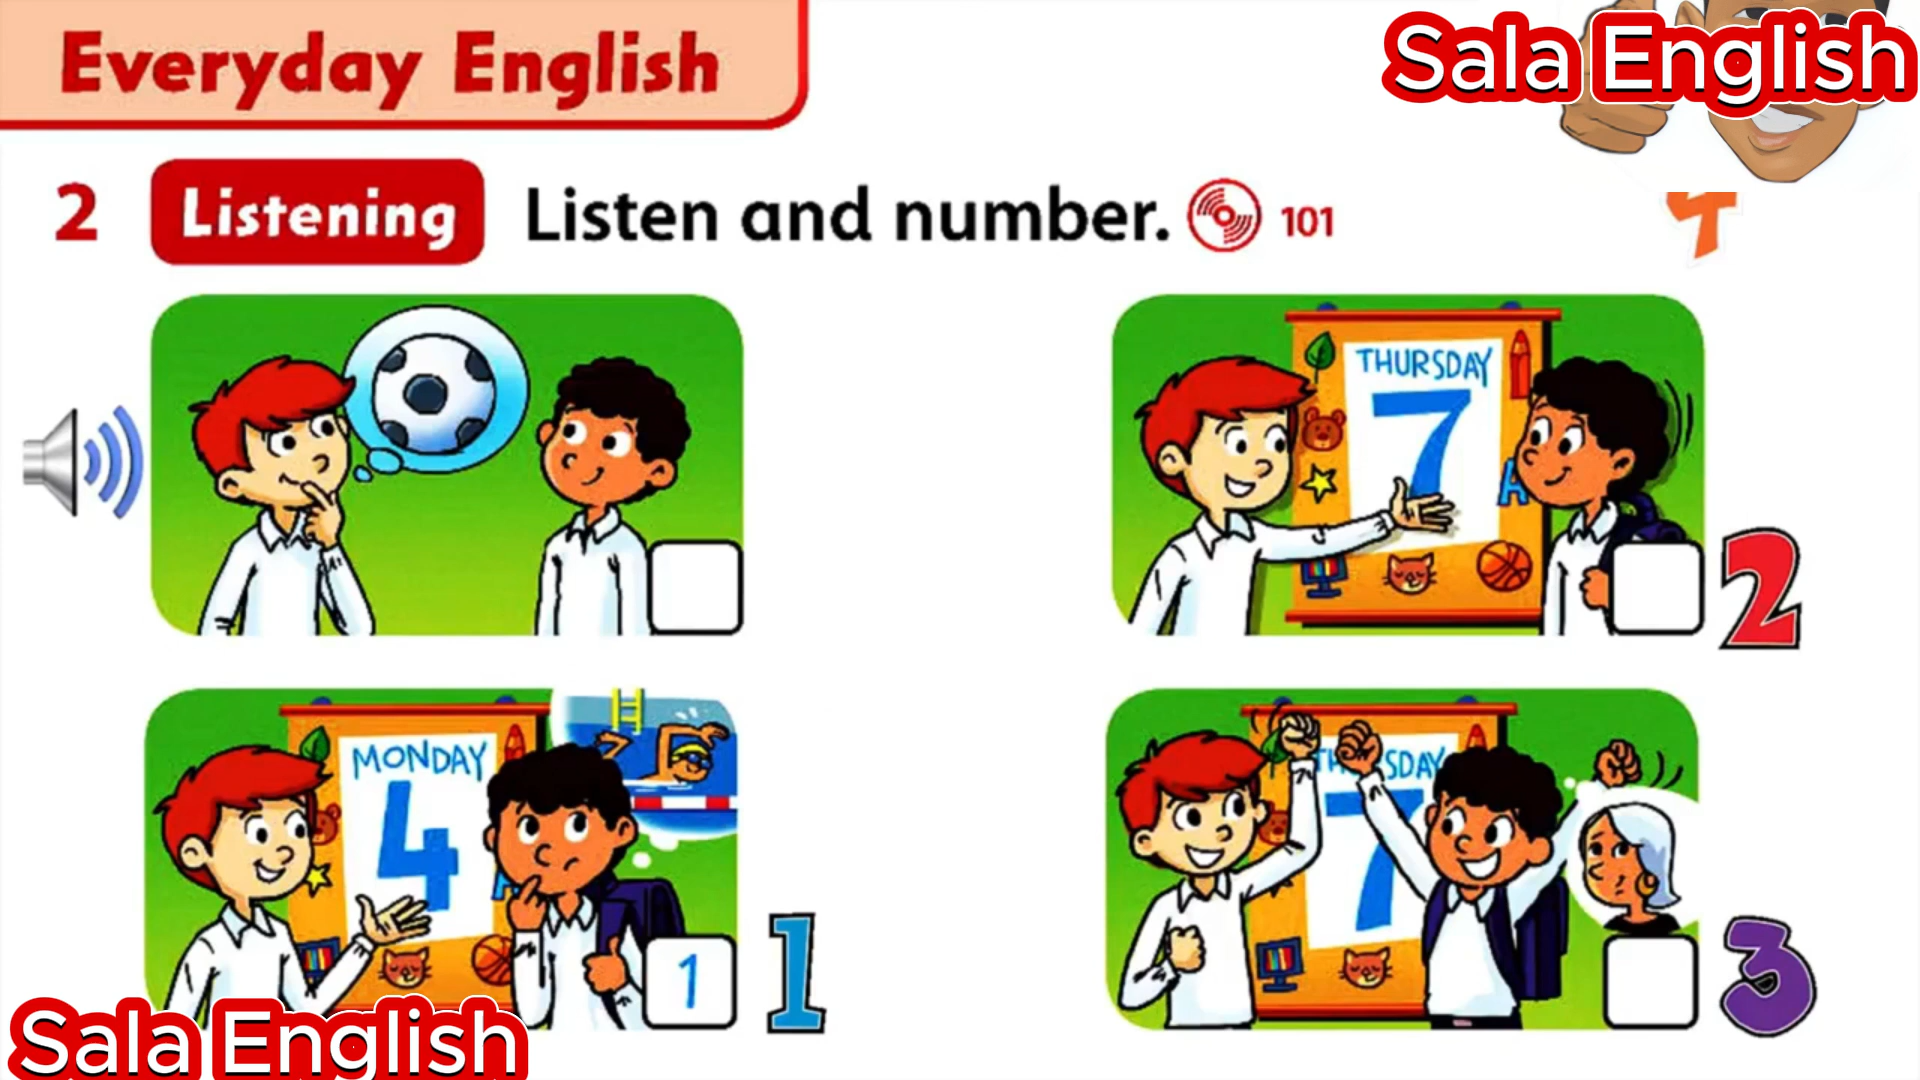 Everyday English
Sala English
2 Listening Listen and number. 101
THURSDAY
7
A
2
MONDAY
4
1
1
7
3
Sala English